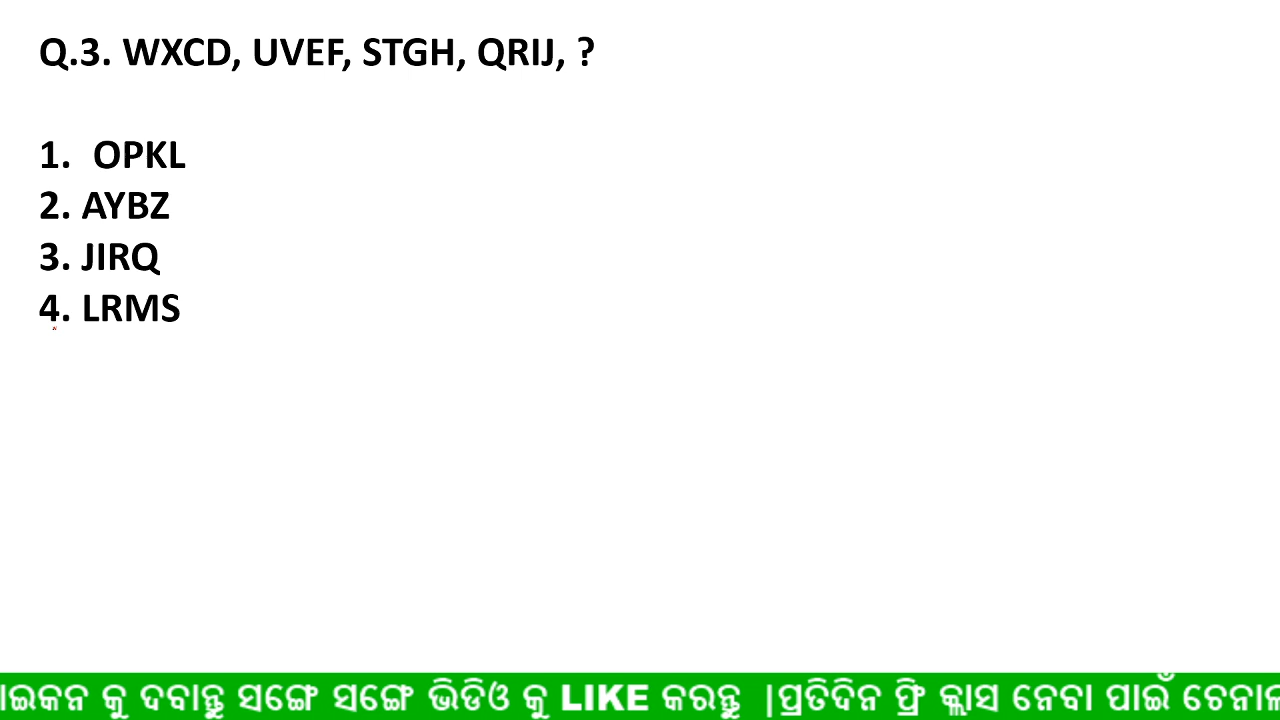 Q.3. WXCD, UVEF, STGH, QRIJ, ?
1. OPKL
2. AYBZ
3. JIRQ
4. LRMS
କୁ ଦବାନ୍ତୁ ସଙ୍ଗେ ସଙ୍ଗେ ଭିଡିଓ କୁ LIKE କରନ୍ତୁ |ପ୍ରତିଦିନ ଫ୍ରି କ୍ଲାସ ନେବା ପାଇଁ